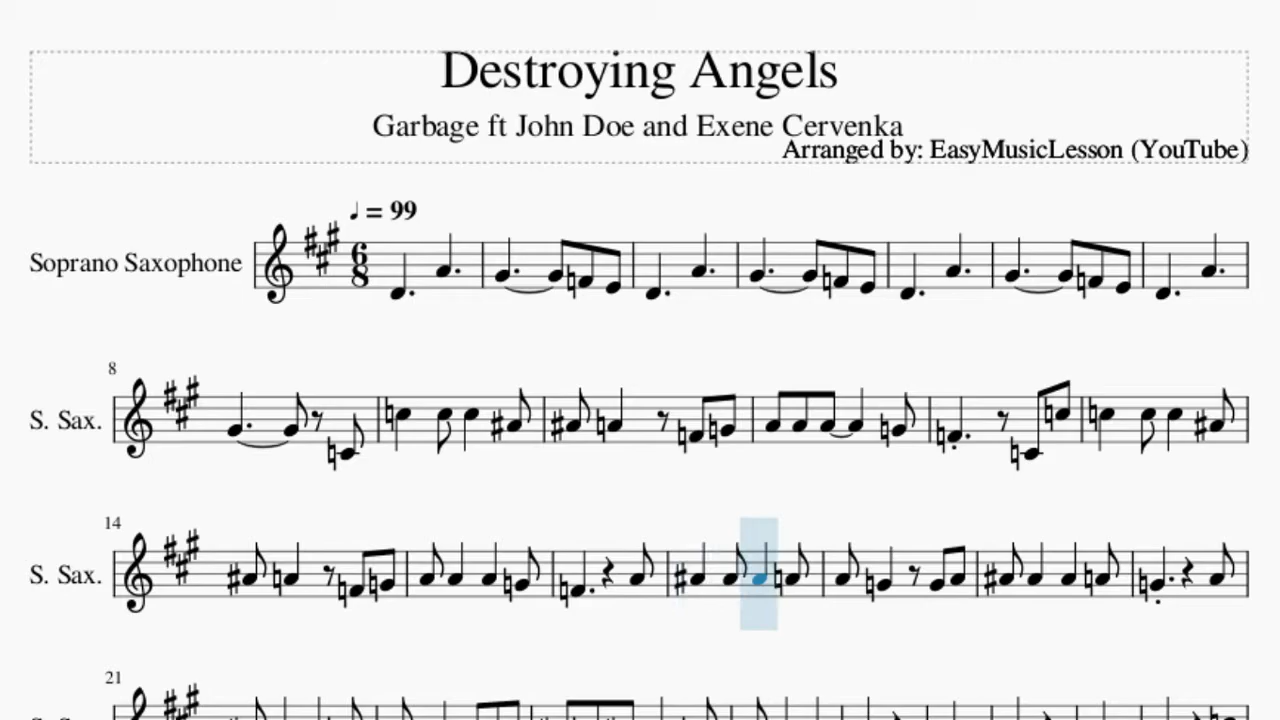 Destroying Angels
Garbage ft John Doe and Exene Cervenka
Arranged by: EasyMusicLesson (YouTube)
♩ = 99
Soprano Saxophone
6
8
8
S. Sax.
14
S. Sax.
21